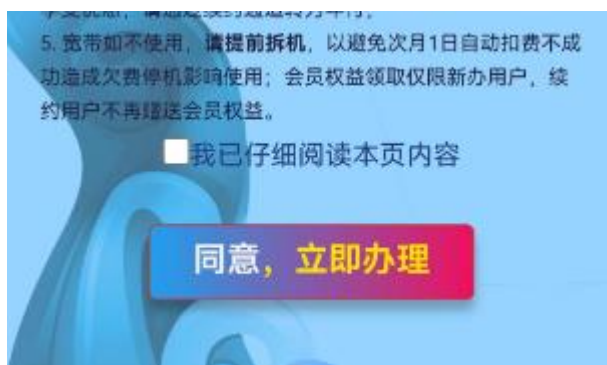 5. 宽带如不使用，请提前拆机，以避免次月1日自动扣费不成
功造成欠费停机影响使用；会员权益领取仅限新办用户，续
约用户不再赠送会员权益。
我已仔细阅读本页内容
同意，立即办理